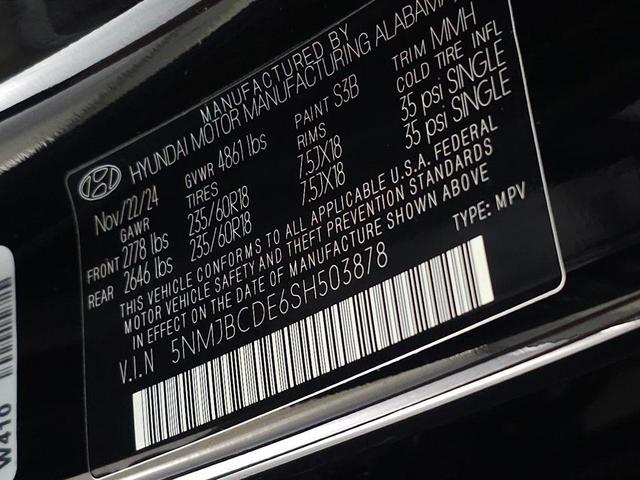 MANUFACTURED BY
HYUNDAI MOTOR MANUFACTURING ALABAMA
Nov/22/24 GVWR 4861 lbs PAINT S3B TRIM MMH
GAWR TIRES RIMS COLD TIRE INFL
FRONT 2778 lbs 235/60R18 7.5JX18 35 psi SINGLE
REAR 2646 lbs 235/60R18 7.5JX18 35 psi SINGLE
THIS VEHICLE CONFORMS TO ALL APPLICABLE U.S.A. FEDERAL
MOTOR VEHICLE SAFETY AND THEFT PREVENTION STANDARDS
IN EFFECT ON THE DATE OF MANUFACTURE SHOWN ABOVE
V.I.N 5NMJBCDE6SH503878 TYPE: MPV
W410